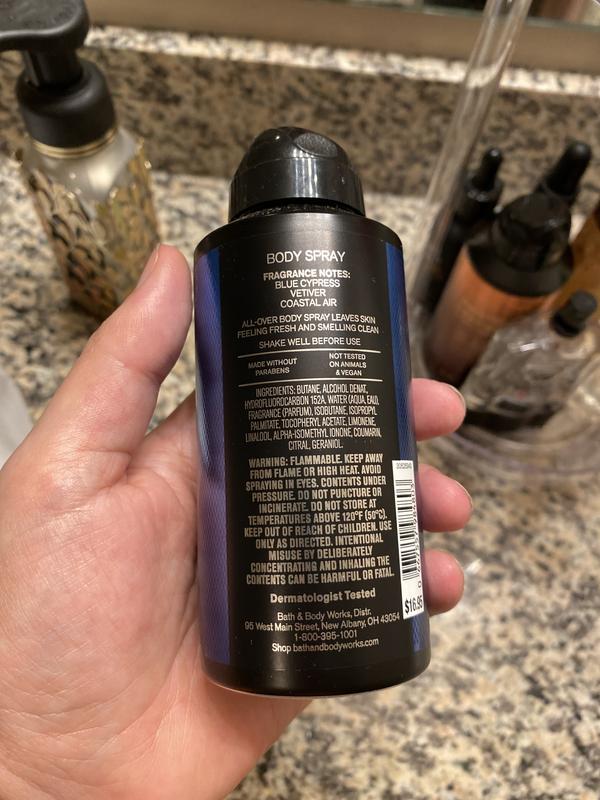 BODY SPRAY
FRAGRANCE NOTES:
BLUE CYPRESS
VETIVER
COASTAL AIR
ALL-OVER BODY SPRAY LEAVES SKIN
FEELING FRESH AND SMELLING CLEAN
SHAKE WELL BEFORE USE
MADE WITHOUT
PARABENS
NOT TESTED
ON ANIMALS
& VEGAN
INGREDIENTS: BUTANE, ALCOHOL DENAT.,
HYDROFLUOROCARBON 152A, WATER (AQUA, EAU),
FRAGRANCE (PARFUM), ISOBUTANE, ISOPROPYL
PALMITATE, TOCOPHERYL ACETATE, LIMONENE,
LINALOOL, ALPHA-ISOMETHYL IONONE, COUMARIN,
CITRAL, GERANIOL.
WARNING: FLAMMABLE. KEEP AWAY
FROM FLAME OR HIGH HEAT. AVOID
SPRAYING IN EYES. CONTENTS UNDER
PRESSURE. DO NOT PUNCTURE OR
INCINERATE. DO NOT STORE AT
TEMPERATURES ABOVE 120°F (50°C).
KEEP OUT OF REACH OF CHILDREN. USE
ONLY AS DIRECTED. INTENTIONAL
MISUSE BY DELIBERATELY
CONCENTRATING AND INHALING THE
CONTENTS CAN BE HARMFUL OR FATAL.
Dermatologist Tested
Bath & Body Works, Distr.
95 West Main Street, New Albany, OH 43054
1-800-395-1001
Shop bathandbodyworks.com
$16.95